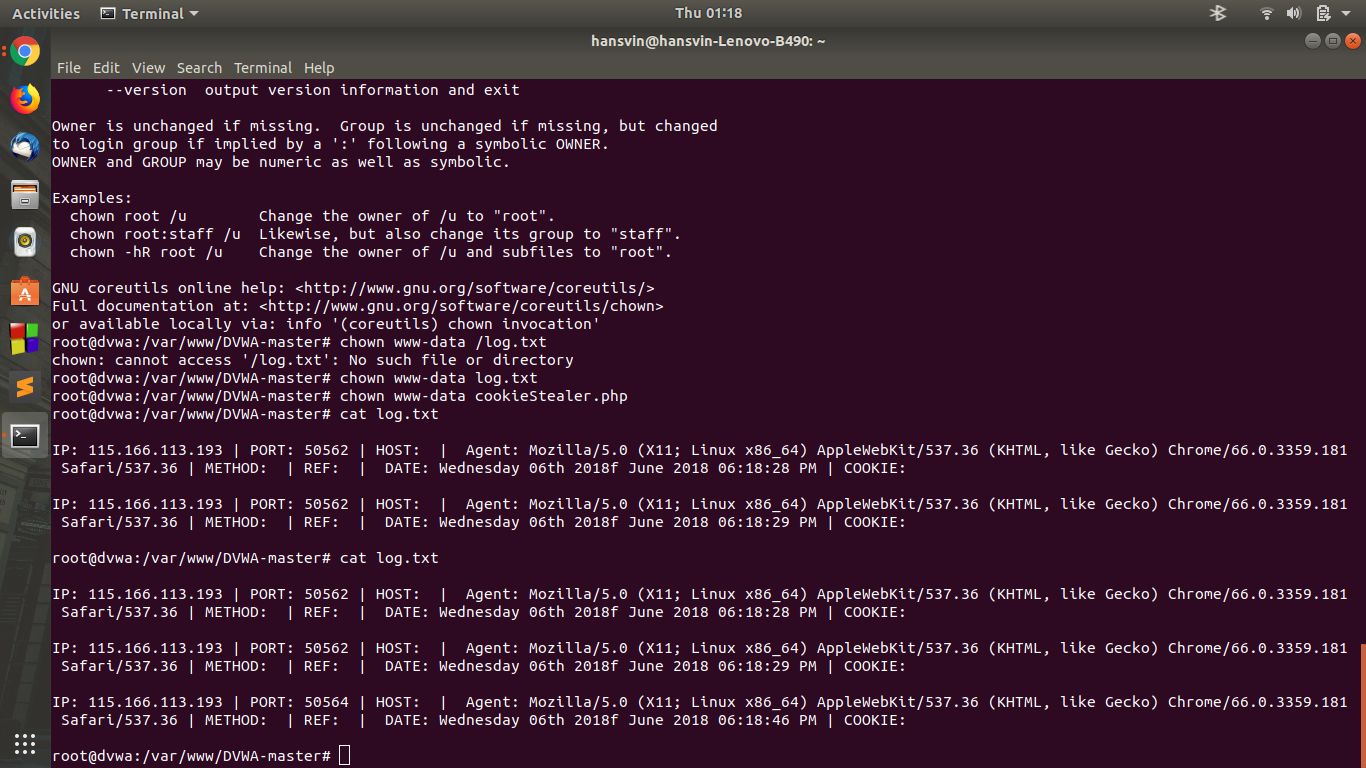 Activities Terminal Thu 01:18
hansvin@hansvin-Lenovo-B490: ~
File Edit View Search Terminal Help
--version  output version information and exit
Owner is unchanged if missing.  Group is unchanged if missing, but changed
to login group if implied by a ':' following a symbolic OWNER.
OWNER and GROUP may be numeric as well as symbolic.
Examples:
chown root /u        Change the owner of /u to "root".
chown root:staff /u  Likewise, but also change its group to "staff".
chown -hR root /u    Change the owner of /u and subfiles to "root".
GNU coreutils online help: <http://www.gnu.org/software/coreutils/>
Full documentation at: <http://www.gnu.org/software/coreutils/chown>
or available locally via: info '(coreutils) chown invocation'
root@dvwa:/var/www/DVWA-master# chown www-data /log.txt
chown: cannot access '/log.txt': No such file or directory
root@dvwa:/var/www/DVWA-master# chown www-data log.txt
root@dvwa:/var/www/DVWA-master# chown www-data cookieStealer.php
root@dvwa:/var/www/DVWA-master# cat log.txt
IP: 115.166.113.193 | PORT: 50562 | HOST:  |  Agent: Mozilla/5.0 (X11; Linux x86_64) AppleWebKit/537.36 (KHTML, like Gecko) Chrome/66.0.3359.181
Safari/537.36 | METHOD:  | REF:  |  DATE: Wednesday 06th 2018f June 2018 06:18:28 PM | COOKIE:
IP: 115.166.113.193 | PORT: 50562 | HOST:  |  Agent: Mozilla/5.0 (X11; Linux x86_64) AppleWebKit/537.36 (KHTML, like Gecko) Chrome/66.0.3359.181
Safari/537.36 | METHOD:  | REF:  |  DATE: Wednesday 06th 2018f June 2018 06:18:29 PM | COOKIE:
root@dvwa:/var/www/DVWA-master# cat log.txt
IP: 115.166.113.193 | PORT: 50562 | HOST:  |  Agent: Mozilla/5.0 (X11; Linux x86_64) AppleWebKit/537.36 (KHTML, like Gecko) Chrome/66.0.3359.181
Safari/537.36 | METHOD:  | REF:  |  DATE: Wednesday 06th 2018f June 2018 06:18:28 PM | COOKIE:
IP: 115.166.113.193 | PORT: 50562 | HOST:  |  Agent: Mozilla/5.0 (X11; Linux x86_64) AppleWebKit/537.36 (KHTML, like Gecko) Chrome/66.0.3359.181
Safari/537.36 | METHOD:  | REF:  |  DATE: Wednesday 06th 2018f June 2018 06:18:29 PM | COOKIE:
IP: 115.166.113.193 | PORT: 50564 | HOST:  |  Agent: Mozilla/5.0 (X11; Linux x86_64) AppleWebKit/537.36 (KHTML, like Gecko) Chrome/66.0.3359.181
Safari/537.36 | METHOD:  | REF:  |  DATE: Wednesday 06th 2018f June 2018 06:18:46 PM | COOKIE:
root@dvwa:/var/www/DVWA-master#